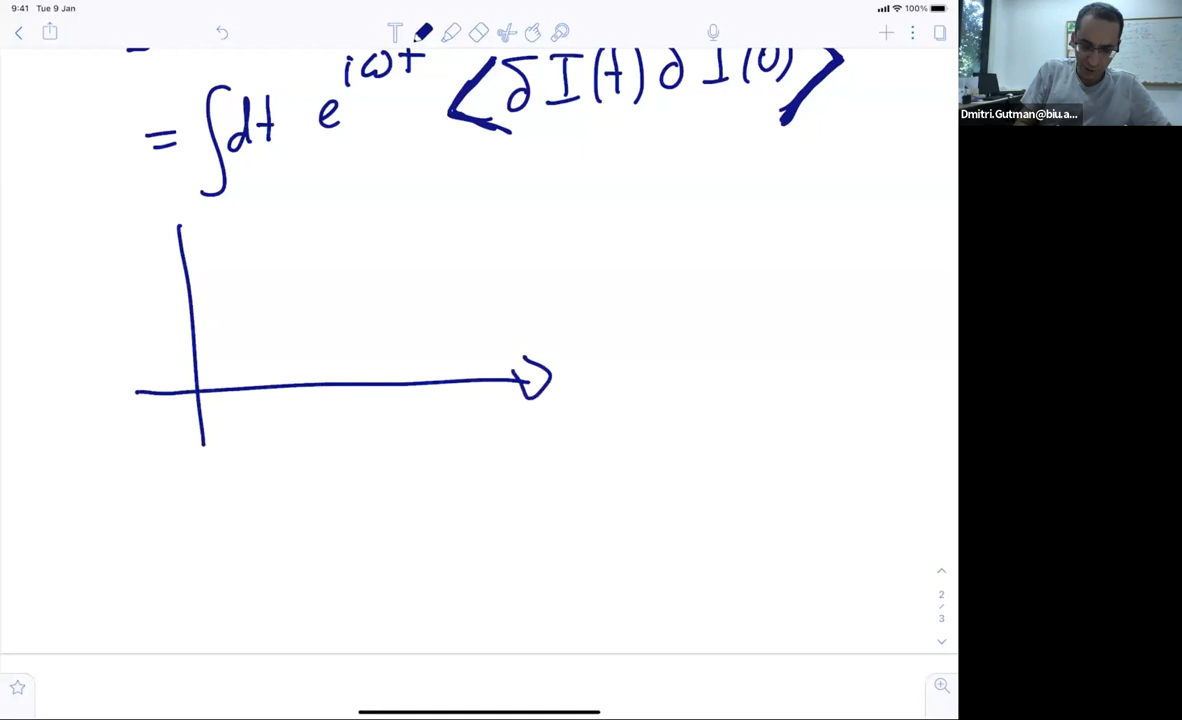 9:41 Tue 9 Jan
100%
T
= ∫dt e^{iωt} ⟨δI(t) δI(0)⟩
Dmitri.Gutman@biu.a...
2
/
3